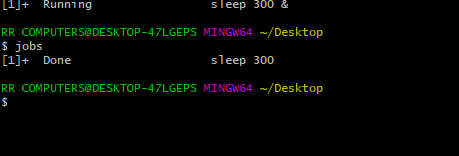 [1]+  Running                 sleep 300 &
RR COMPUTERS@DESKTOP-47LGEPS MINGW64 ~/Desktop
$ jobs
[1]+  Done                    sleep 300
RR COMPUTERS@DESKTOP-47LGEPS MINGW64 ~/Desktop
$